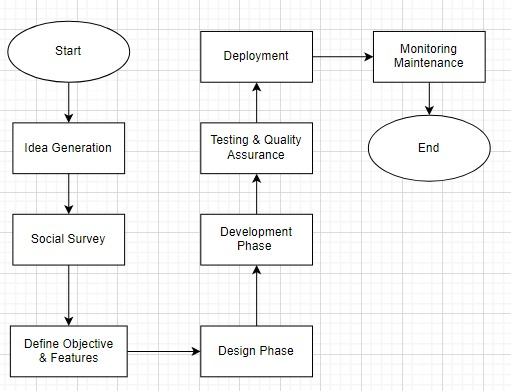 Start
Idea Generation
Social Survey
Define Objective
& Features
Design Phase
Development
Phase
Testing & Quality
Assurance
Deployment
Monitoring
Maintenance
End